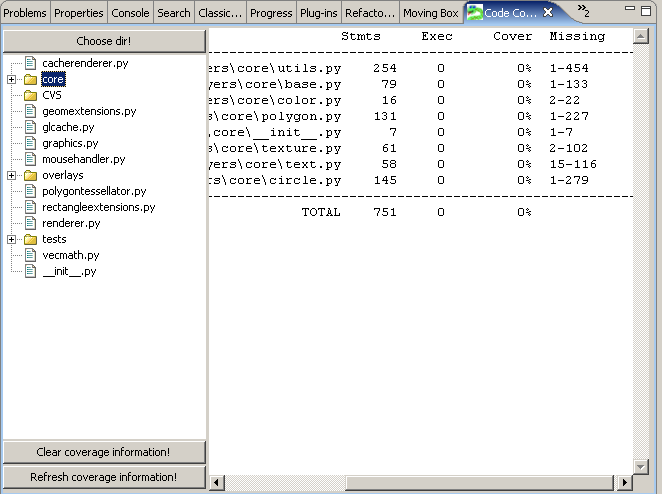 Problems Properties Console Search Classic... Progress Plug-ins Refacto... Moving Box Code Co... 2
Choose dir!
cacherenderer.py
core
CVS
geomextensions.py
glcache.py
graphics.py
mousehandler.py
overlays
polygontessellator.py
rectangleextensions.py
renderer.py
tests
vecmath.py
__init__.py
Clear coverage information!
Refresh coverage information!
Stmts Exec Cover Missing
ers\core\utils.py 254 0 0% 1-454
yers\core\base.py 79 0 0% 1-133
ers\core\color.py 16 0 0% 2-22
s\core\polygon.py 131 0 0% 1-227
core\__init__.py 7 0 0% 1-7
s\core\texture.py 61 0 0% 2-102
yers\core\text.py 58 0 0% 15-116
rs\core\circle.py 145 0 0% 1-279
TOTAL 751 0 0%